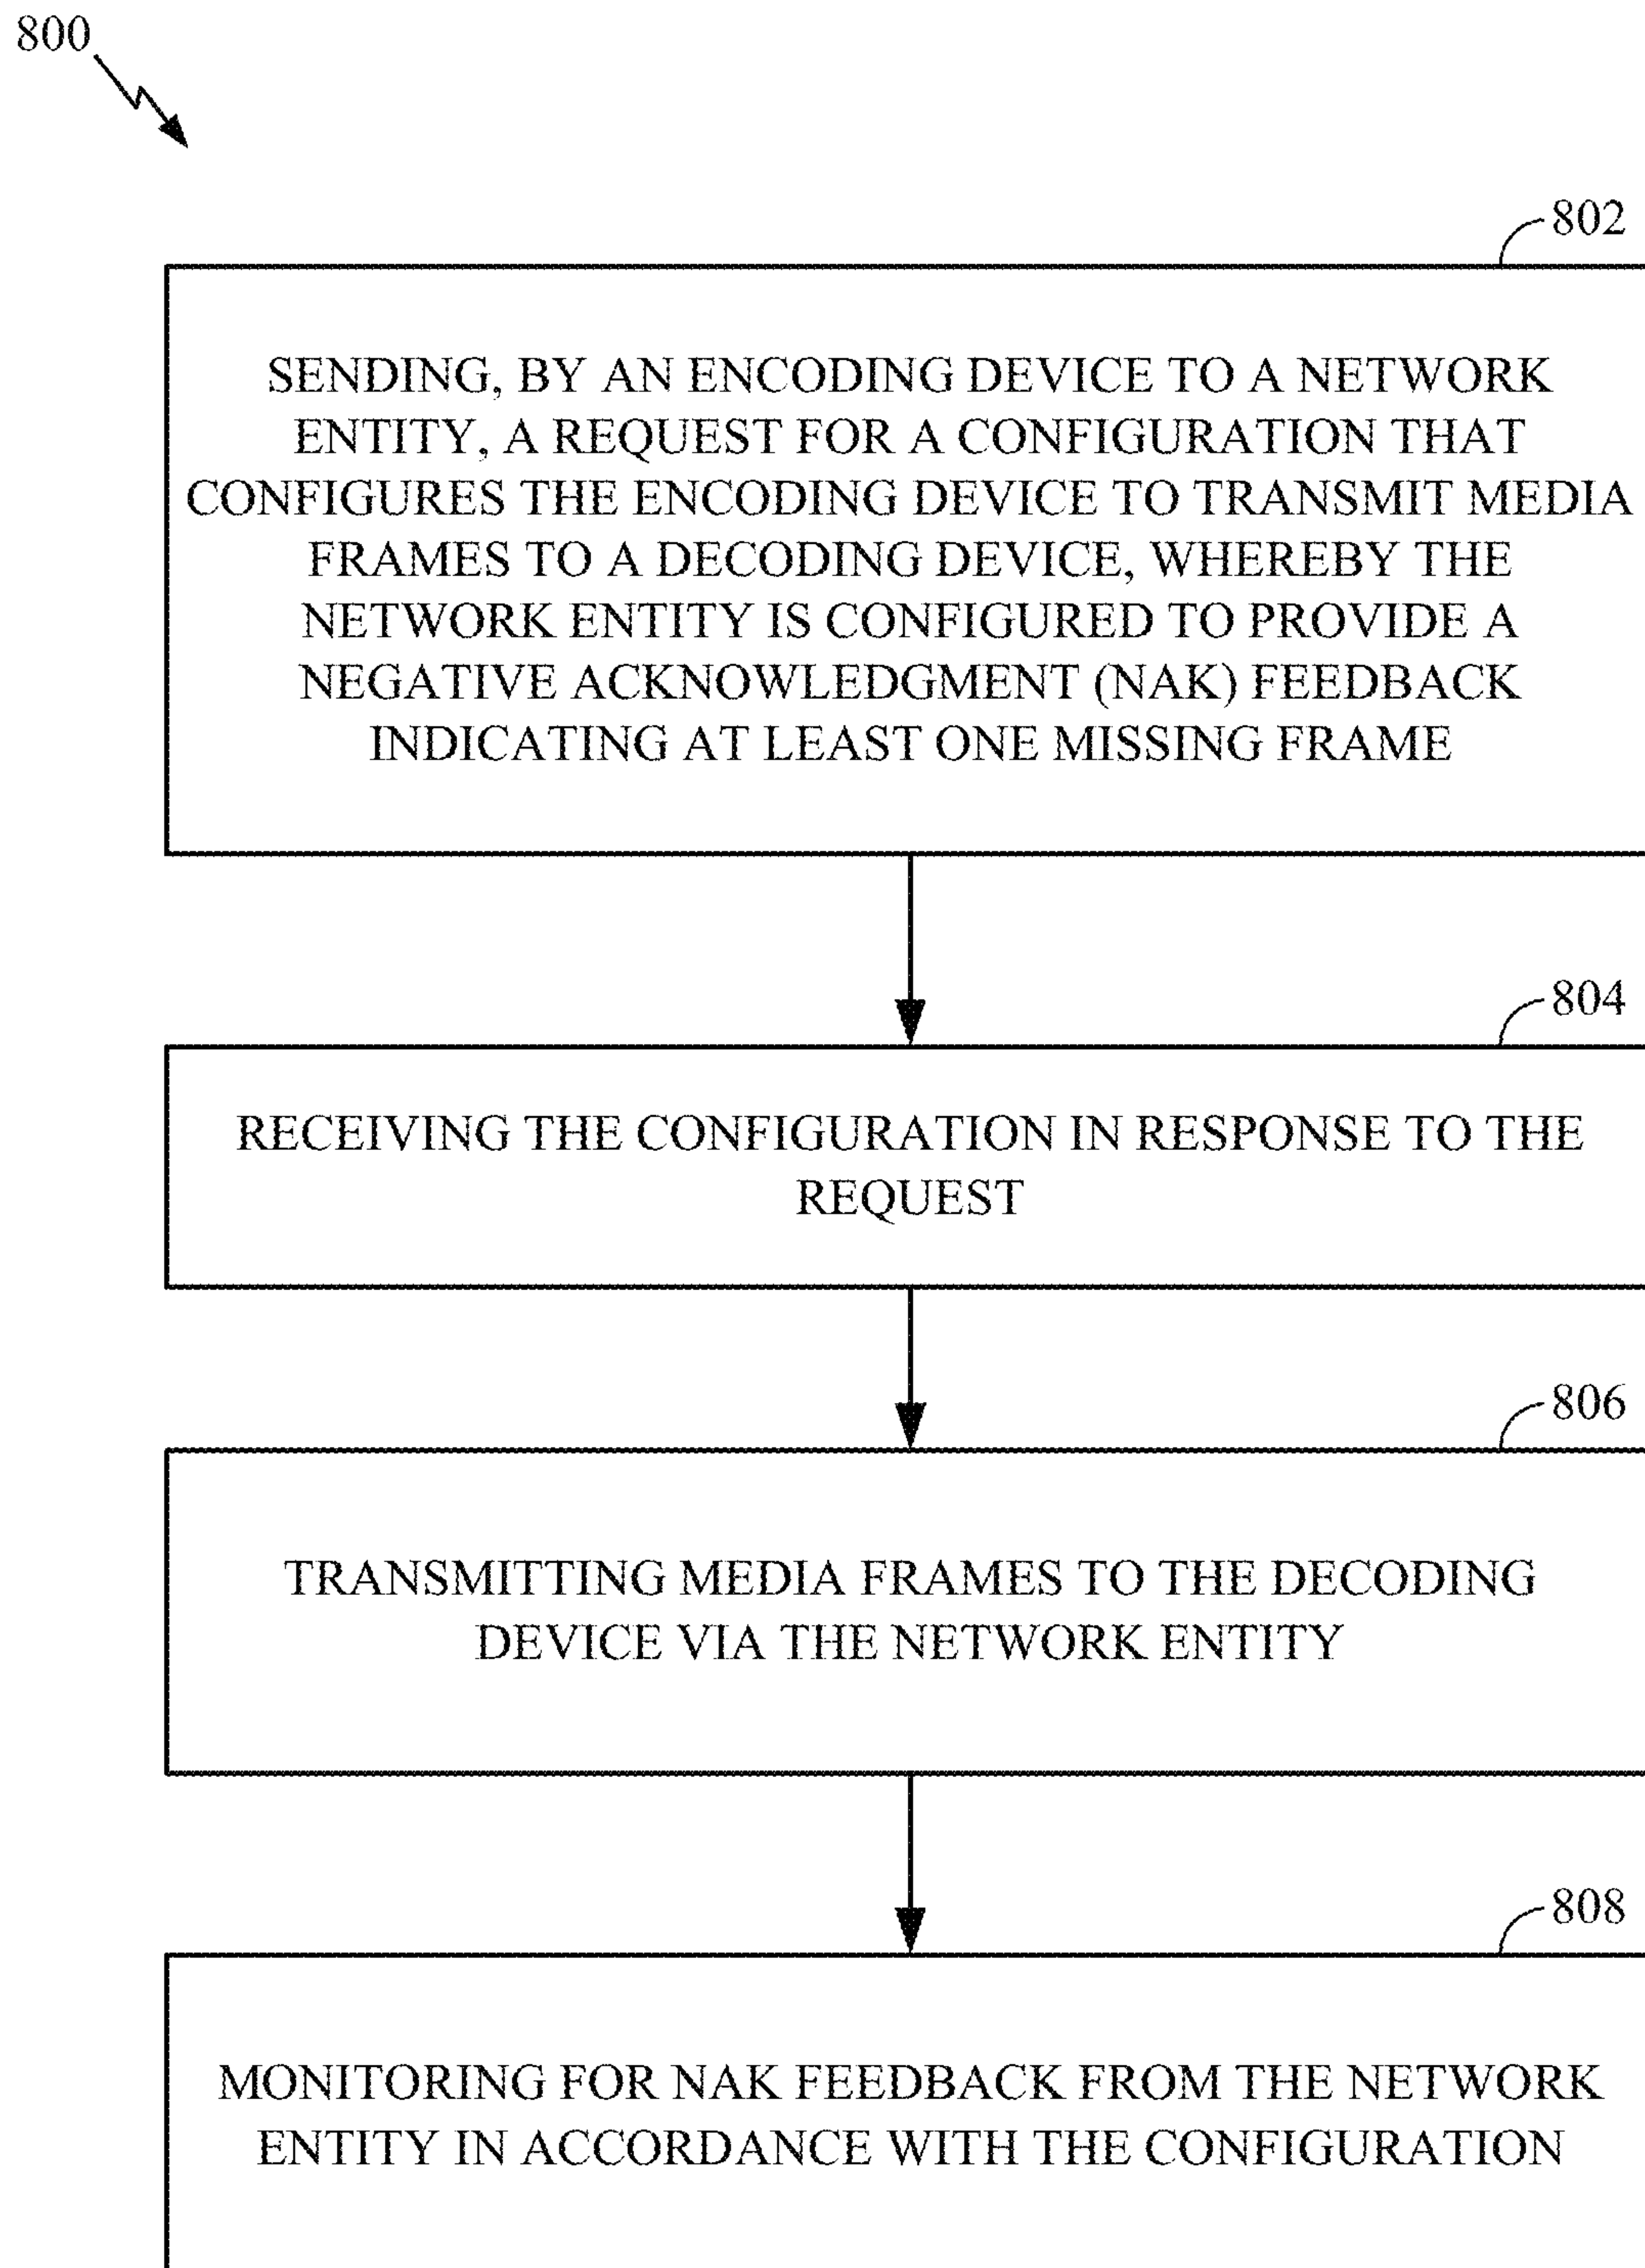 800
802
SENDING, BY AN ENCODING DEVICE TO A NETWORK
ENTITY, A REQUEST FOR A CONFIGURATION THAT
CONFIGURES THE ENCODING DEVICE TO TRANSMIT MEDIA
FRAMES TO A DECODING DEVICE, WHEREBY THE
NETWORK ENTITY IS CONFIGURED TO PROVIDE A
NEGATIVE ACKNOWLEDGMENT (NAK) FEEDBACK
INDICATING AT LEAST ONE MISSING FRAME
804
RECEIVING THE CONFIGURATION IN RESPONSE TO THE
REQUEST
806
TRANSMITTING MEDIA FRAMES TO THE DECODING
DEVICE VIA THE NETWORK ENTITY
808
MONITORING FOR NAK FEEDBACK FROM THE NETWORK
ENTITY IN ACCORDANCE WITH THE CONFIGURATION